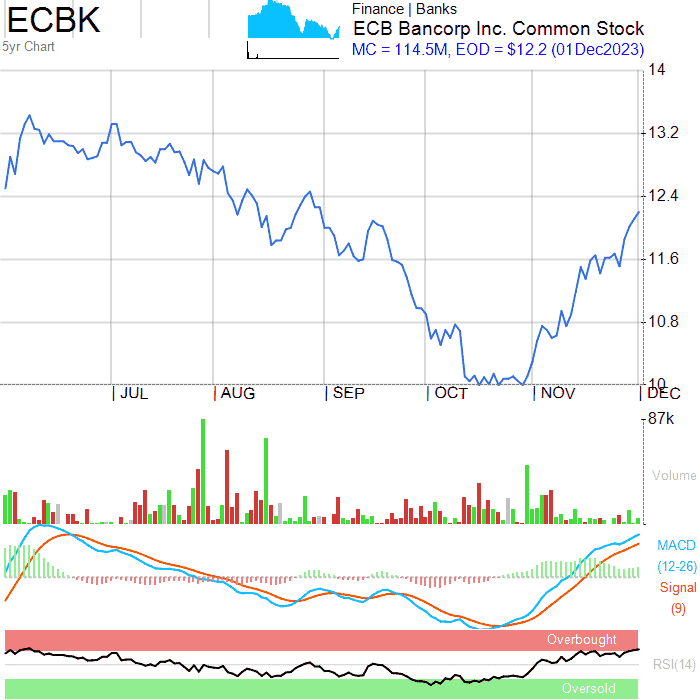 ECBK
5yr Chart
Finance | Banks
ECB Bancorp Inc. Common Stock
MC = 114.5M, EOD = $12.2 (01Dec2023)
14
13.2
12.4
11.6
10.8
10
| JUL | AUG | SEP | OCT | NOV | DEC
87k
Volume
MACD
(12-26)
Signal
(9)
Overbought
RSI(14)
Oversold